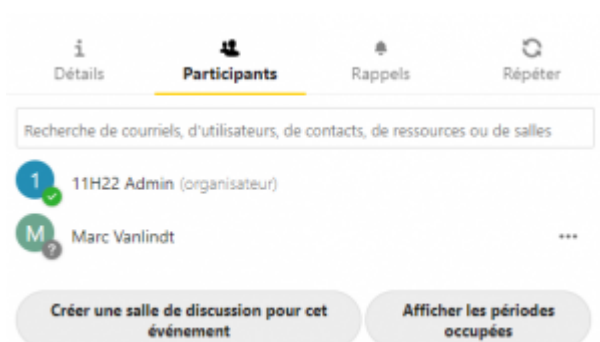 Détails Participants Rappels Répéter
Recherche de courriels, d'utilisateurs, de contacts, de ressources ou de salles
1 11H22 Admin (organisateur)
M ? Marc Vanlindt ...
Créer une salle de discussion pour cet événement
Afficher les périodes occupées